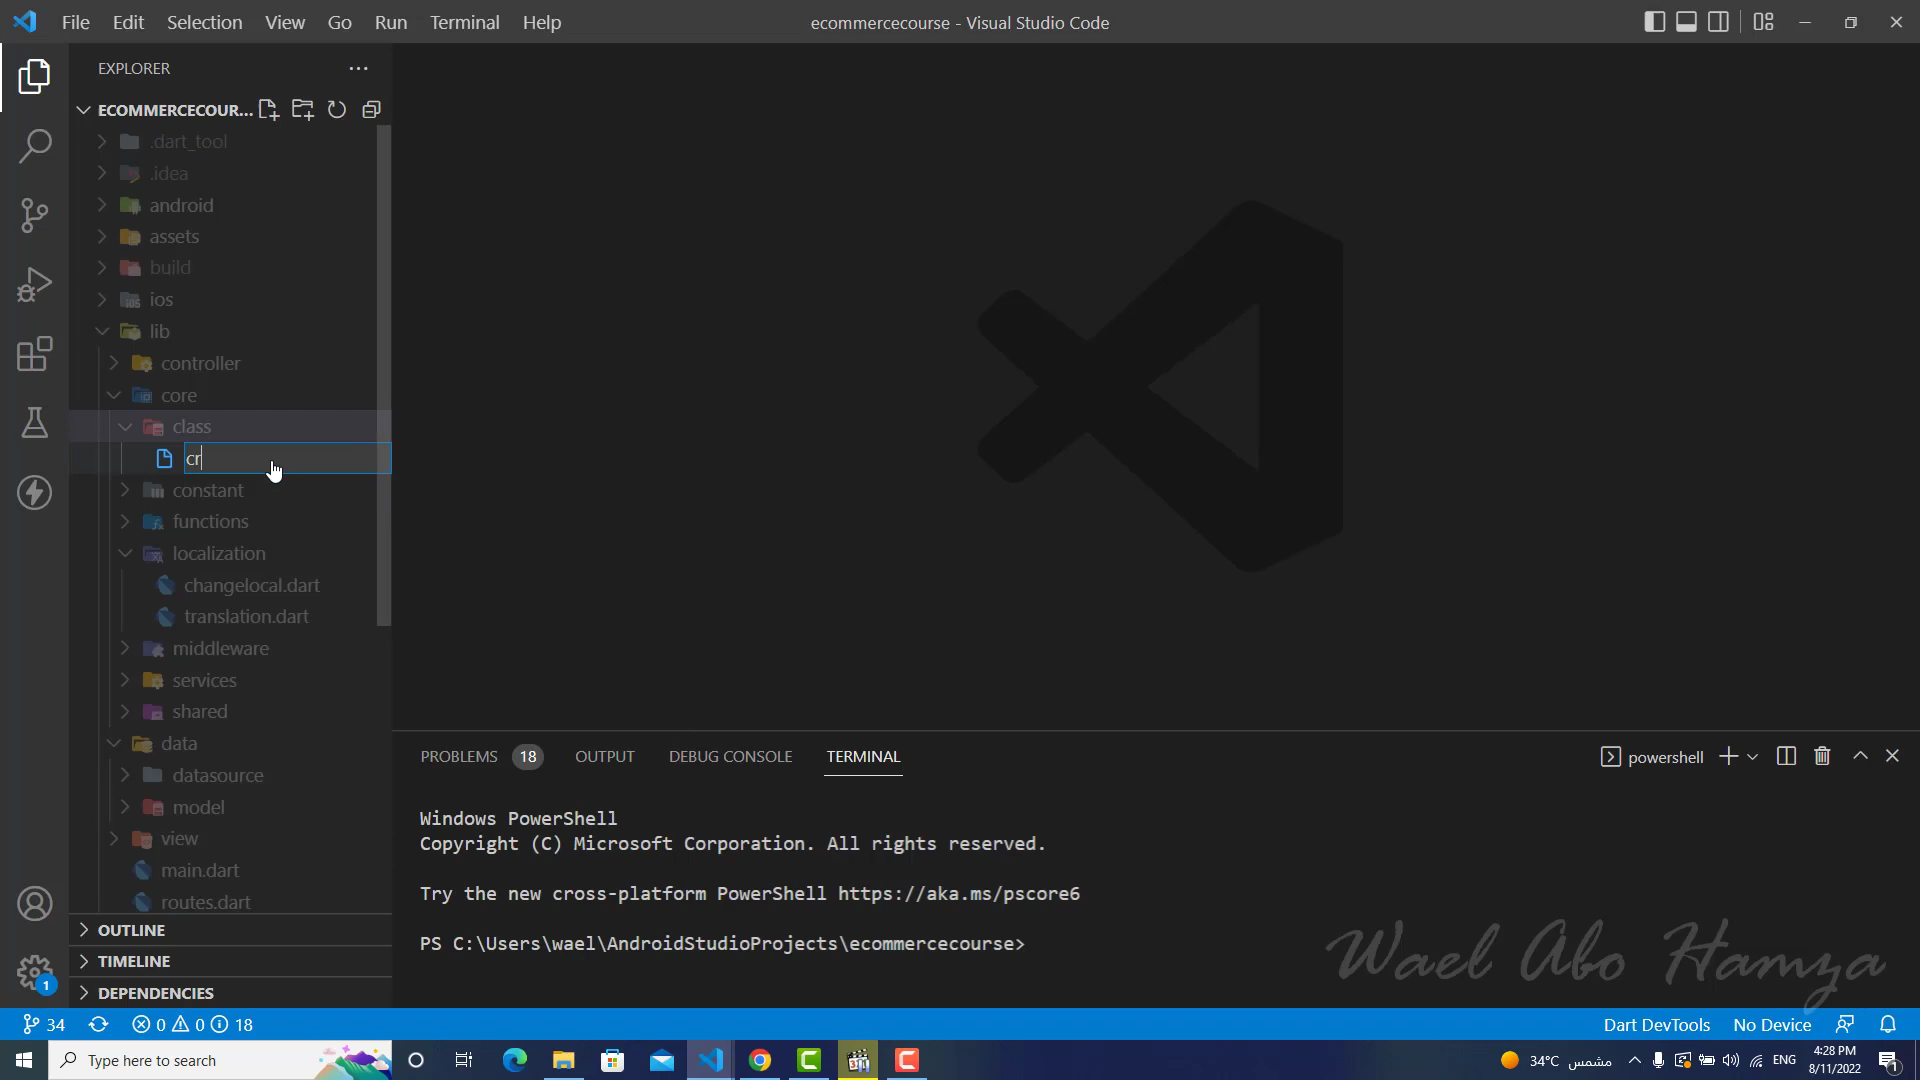 File Edit Selection View Go Run Terminal Help
ecommercecourse - Visual Studio Code
EXPLORER
ECOMMERCECOUR...
.dart_tool
.idea
android
assets
build
ios
lib
controller
core
class
cr
constant
functions
localization
changelocal.dart
translation.dart
middleware
services
shared
data
datasource
model
view
main.dart
routes.dart
OUTLINE
TIMELINE
DEPENDENCIES
PROBLEMS 18 OUTPUT DEBUG CONSOLE TERMINAL
powershell
Windows PowerShell
Copyright (C) Microsoft Corporation. All rights reserved.
Try the new cross-platform PowerShell https://aka.ms/pscore6
PS C:\Users\wael\AndroidStudioProjects\ecommercecourse>
Wael Abo Hamza
1
34 0 0 18
Dart DevTools No Device
Type here to search
34°C مشمس ENG
4:28 PM
8/11/2022
1